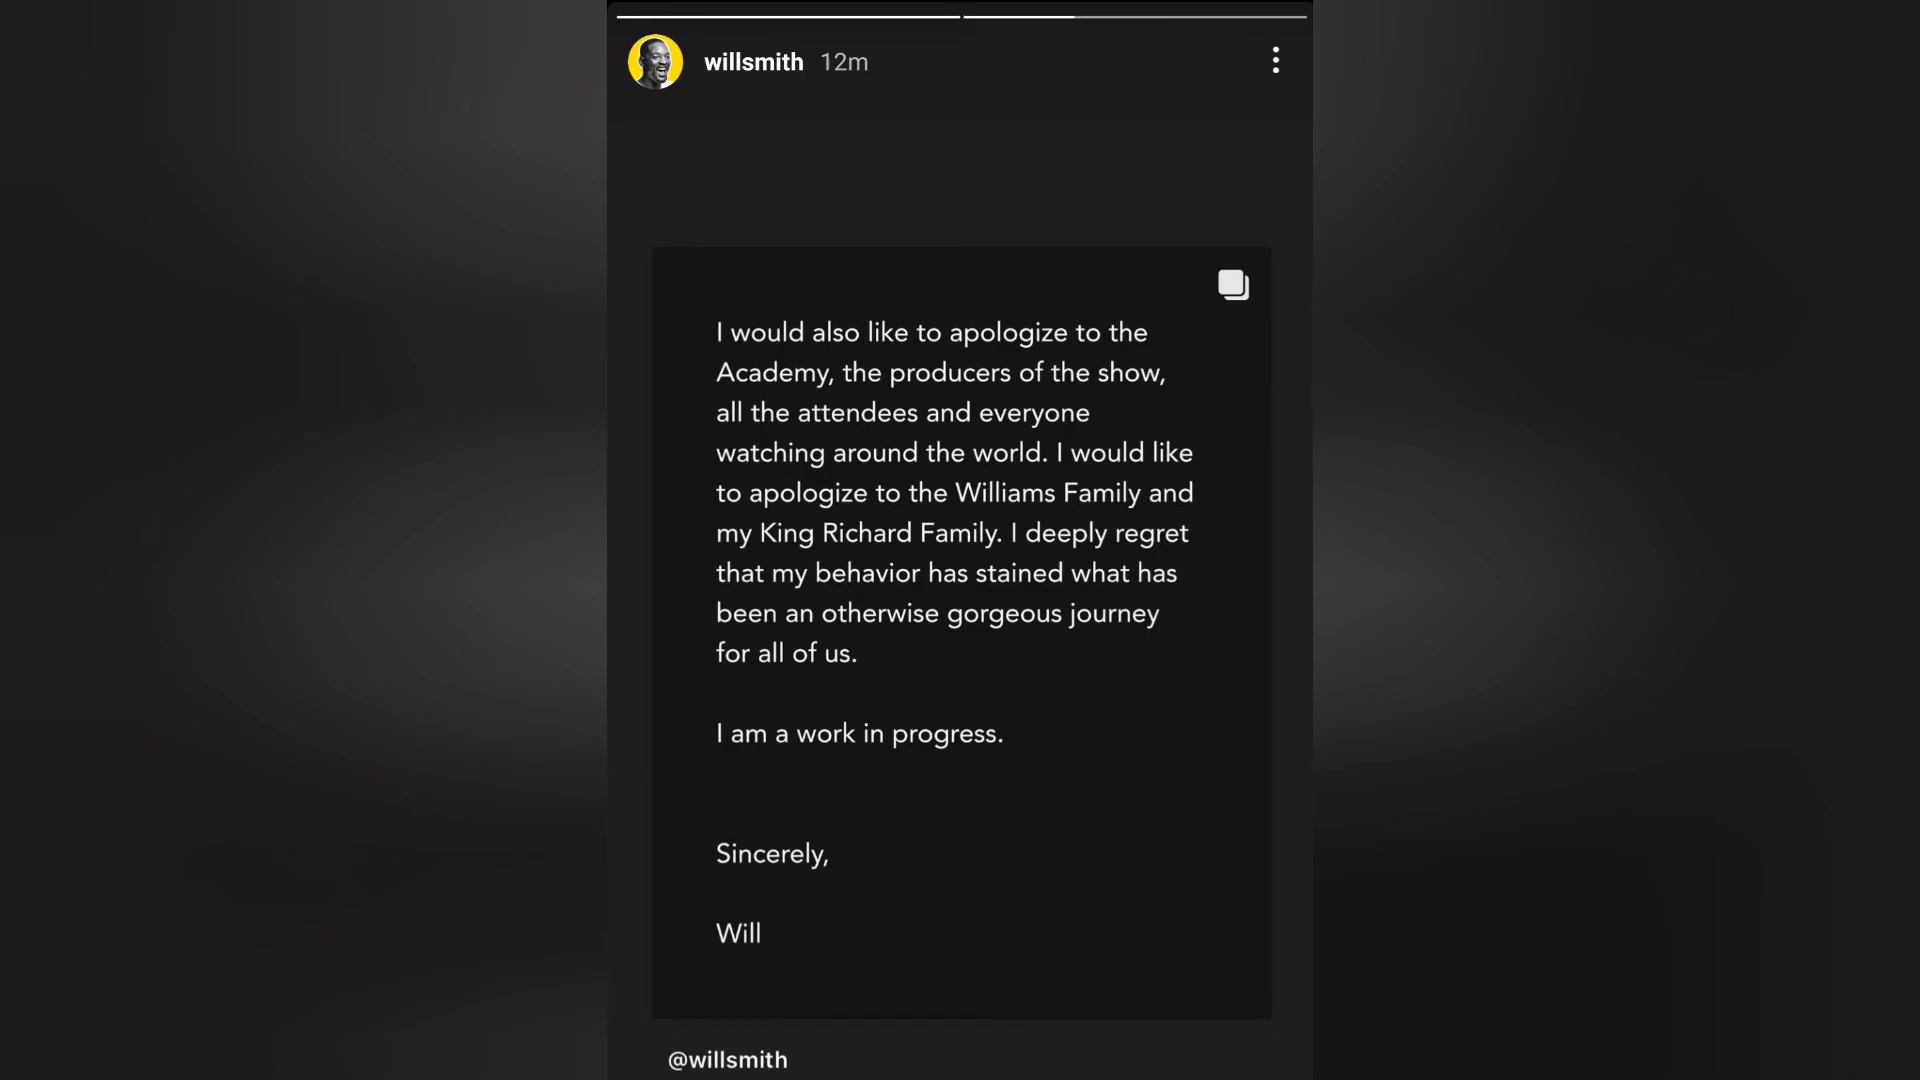 willsmith 12m
I would also like to apologize to the
Academy, the producers of the show,
all the attendees and everyone
watching around the world. I would like
to apologize to the Williams Family and
my King Richard Family. I deeply regret
that my behavior has stained what has
been an otherwise gorgeous journey
for all of us.
I am a work in progress.
Sincerely,
Will
@willsmith